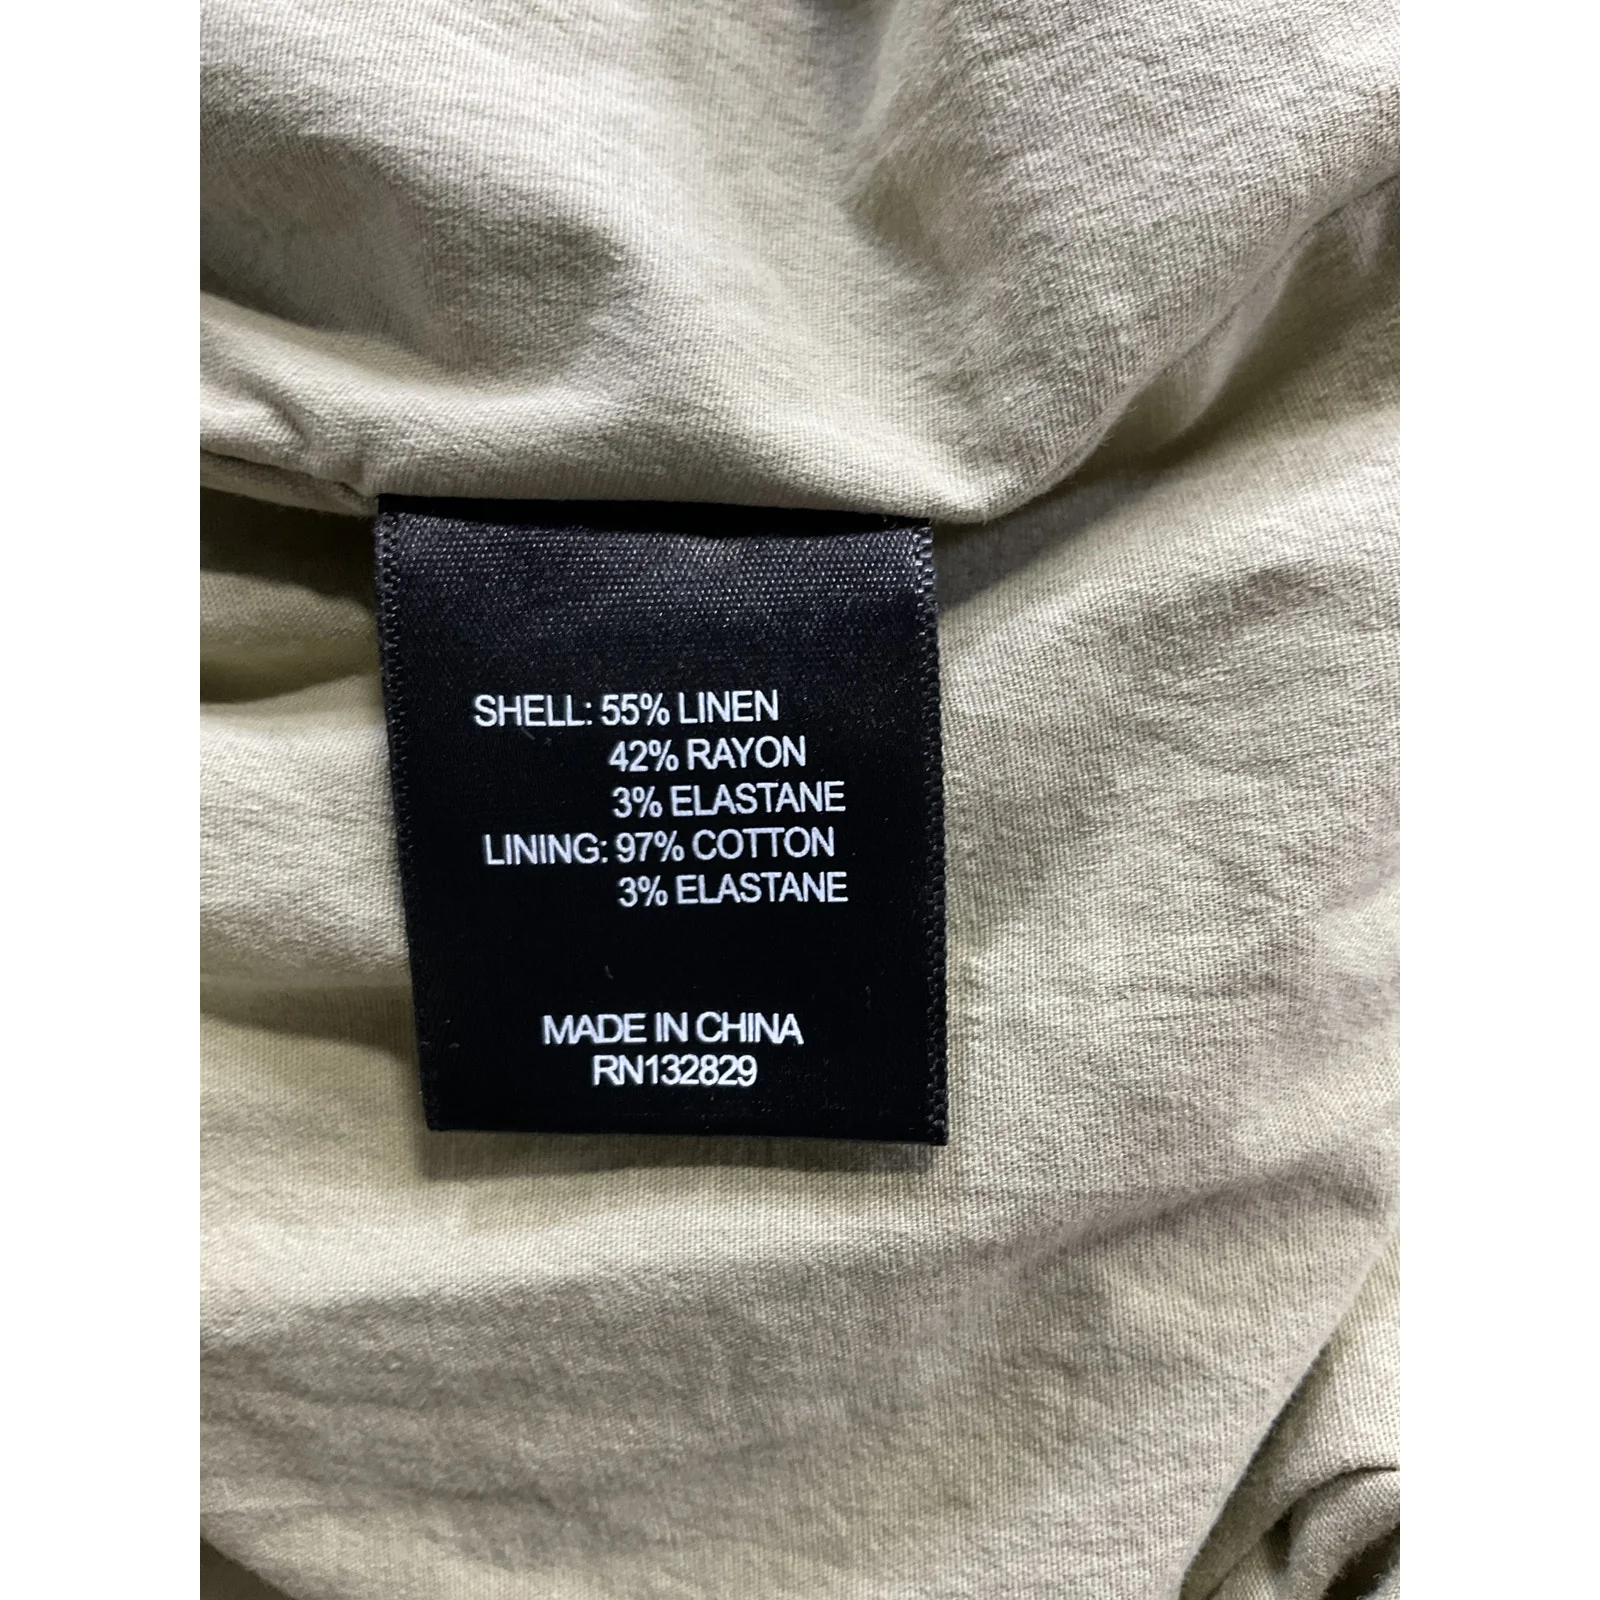 SHELL: 55% LINEN
42% RAYON
3% ELASTANE
LINING: 97% COTTON
3% ELASTANE
MADE IN CHINA
RN132829